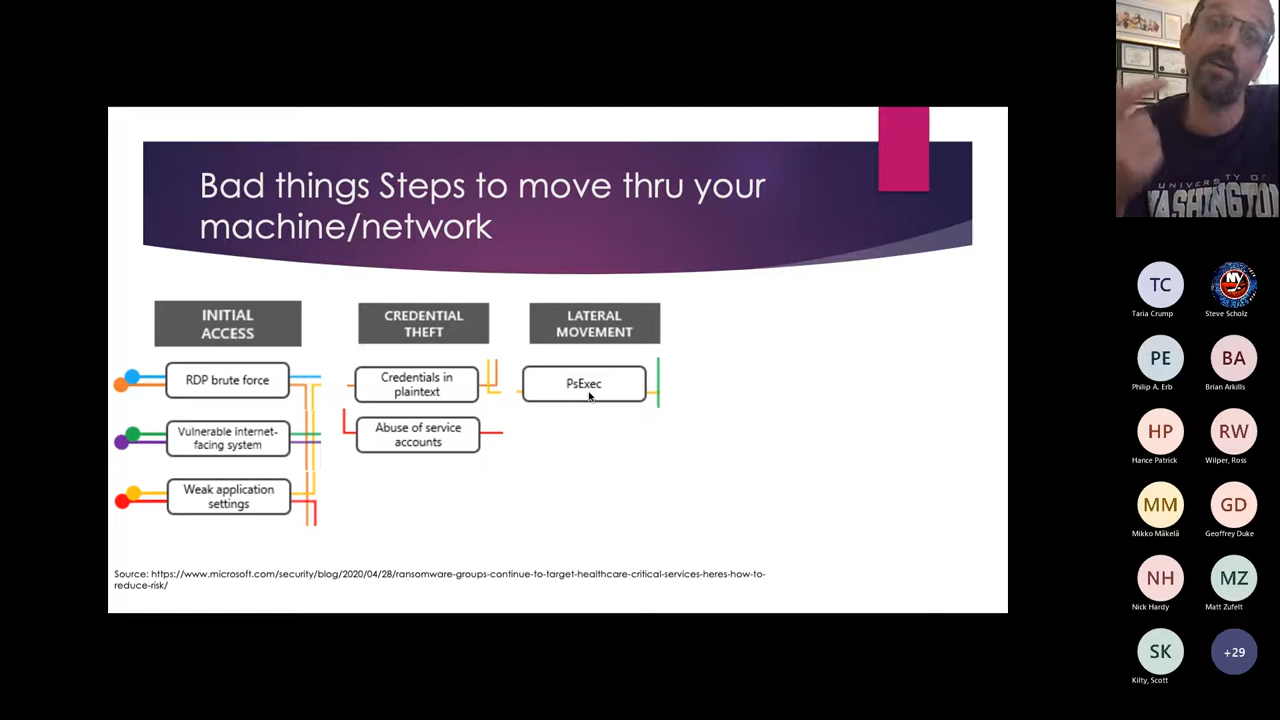 Bad things Steps to move thru your
machine/network
INITIAL
ACCESS
RDP brute force
Vulnerable internet-
facing system
Weak application
settings
CREDENTIAL
THEFT
Credentials in
plaintext
Abuse of service
accounts
LATERAL
MOVEMENT
PsExec
Source: https://www.microsoft.com/security/blog/2020/04/28/ransomware-groups-continue-to-target-healthcare-critical-services-heres-how-to-
reduce-risk/
UNIVERSITY OF
WASHINGTON
TC
Taria Crump
NY
Steve Scholz
PE
Philip A. Erb
BA
Brian Arkills
HP
Hance Patrick
RW
Wilper, Ross
MM
Mikko Mäkelä
GD
Geoffrey Duke
NH
Nick Hardy
MZ
Matt Zufelt
SK
Kilty, Scott
+29